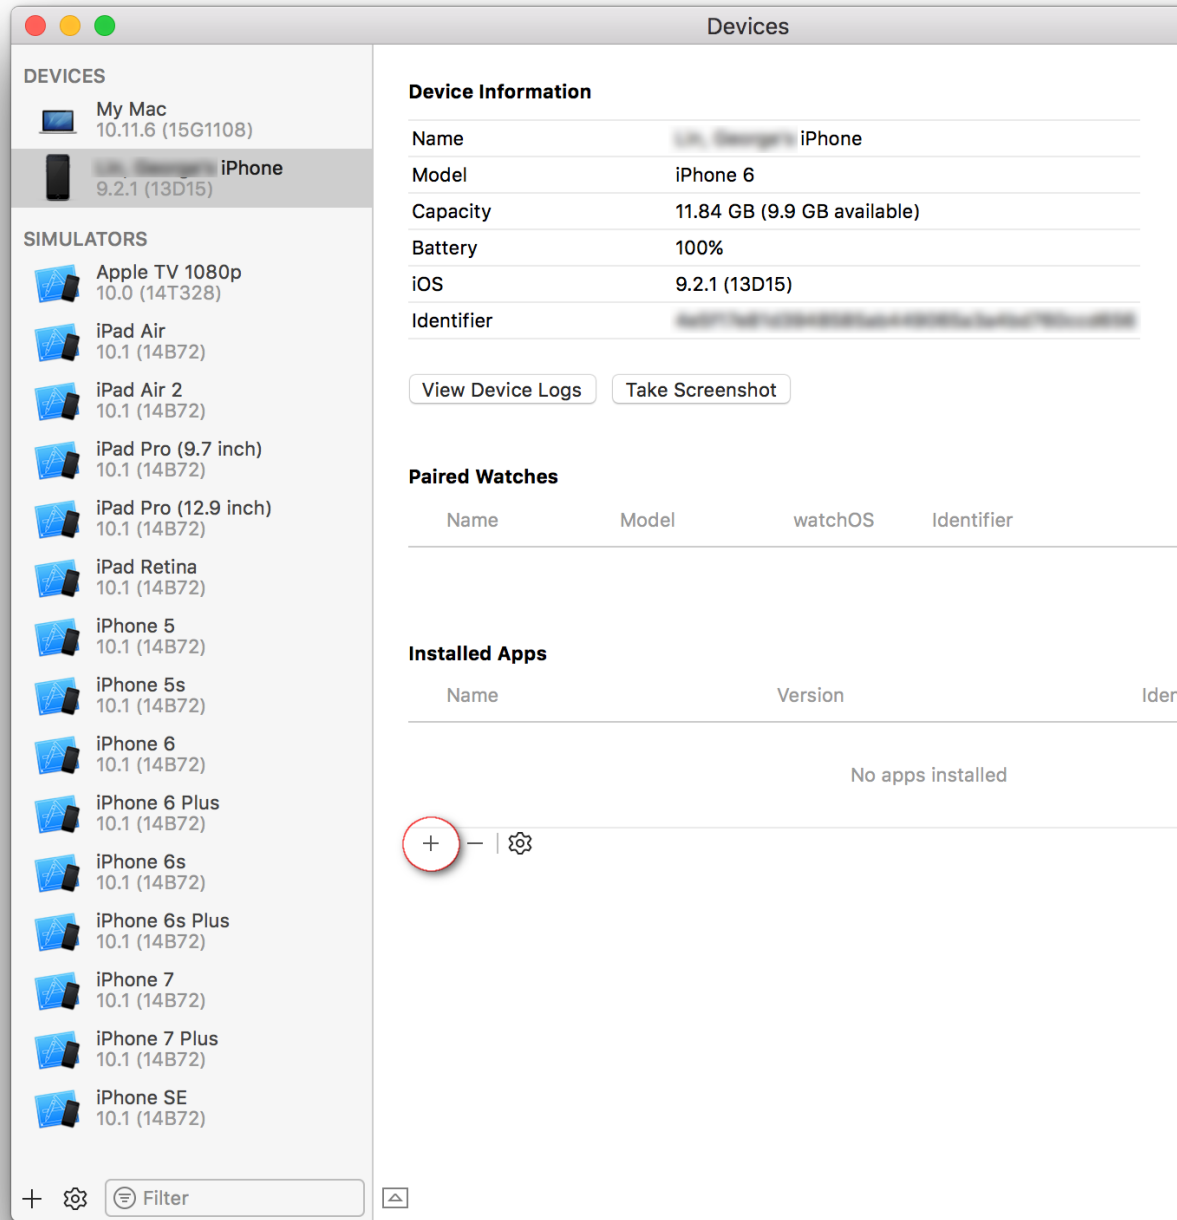 Devices
DEVICES
My Mac
10.11.6 (15G1108)
iPhone
9.2.1 (13D15)
SIMULATORS
Apple TV 1080p
10.0 (14T328)
iPad Air
10.1 (14B72)
iPad Air 2
10.1 (14B72)
iPad Pro (9.7 inch)
10.1 (14B72)
iPad Pro (12.9 inch)
10.1 (14B72)
iPad Retina
10.1 (14B72)
iPhone 5
10.1 (14B72)
iPhone 5s
10.1 (14B72)
iPhone 6
10.1 (14B72)
iPhone 6 Plus
10.1 (14B72)
iPhone 6s
10.1 (14B72)
iPhone 6s Plus
10.1 (14B72)
iPhone 7
10.1 (14B72)
iPhone 7 Plus
10.1 (14B72)
iPhone SE
10.1 (14B72)
Filter
Device Information
Name iPhone
Model iPhone 6
Capacity 11.84 GB (9.9 GB available)
Battery 100%
iOS 9.2.1 (13D15)
Identifier
View Device Logs Take Screenshot
Paired Watches
Name Model watchOS Identifier
Installed Apps
Name Version Iden
No apps installed